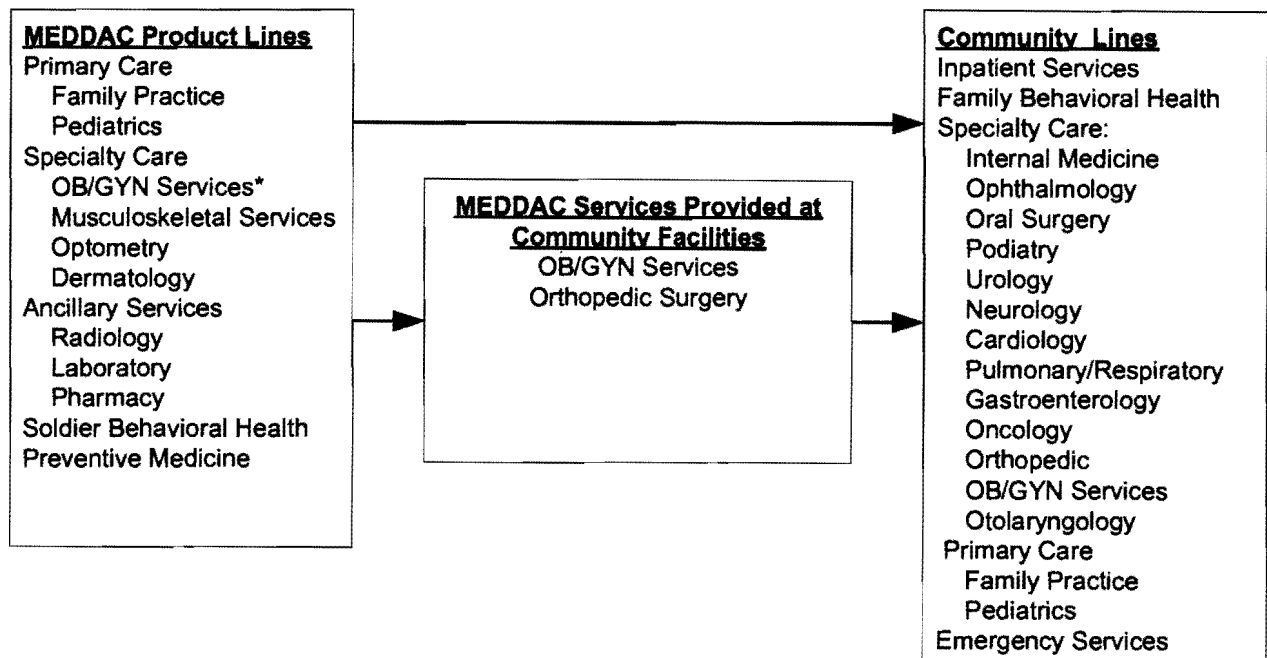 MEDDAC Product Lines
Primary Care
Family Practice
Pediatrics
Specialty Care
OB/GYN Services*
Musculoskeletal Services
Optometry
Dermatology
Ancillary Services
Radiology
Laboratory
Pharmacy
Soldier Behavioral Health
Preventive Medicine
MEDDAC Services Provided at
Community Facilities
OB/GYN Services
Orthopedic Surgery
Community Lines
Inpatient Services
Family Behavioral Health
Specialty Care:
Internal Medicine
Ophthalmology
Oral Surgery
Podiatry
Urology
Neurology
Cardiology
Pulmonary/Respiratory
Gastroenterology
Oncology
Orthopedic
OB/GYN Services
Otolaryngology
Primary Care
Family Practice
Pediatrics
Emergency Services